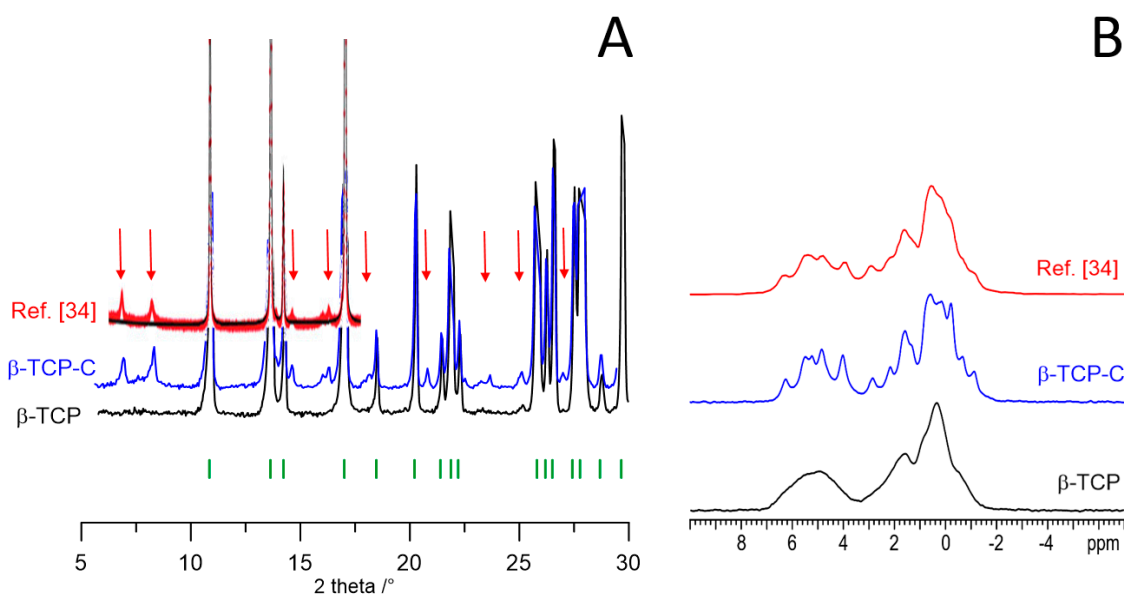 A
Ref. [34]
β-TCP-C
β-TCP
5 10 15 20 25 30
2 theta /°
B
Ref. [34]
β-TCP-C
β-TCP
8 6 4 2 0 -2 -4 ppm